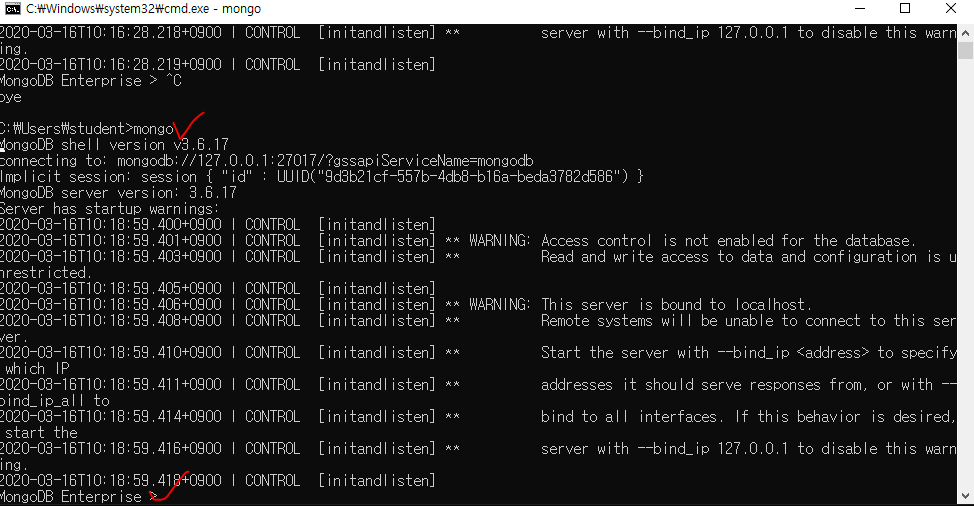 C:₩Windows₩system32₩cmd.exe - mongo
2020-03-16T10:16:28.218+0900 I CONTROL  [initandlisten] **          server with --bind_ip 127.0.0.1 to disable this warn
ing.
2020-03-16T10:16:28.219+0900 I CONTROL  [initandlisten]
MongoDB Enterprise > ^C
bye
C:₩Users₩student>mongo
MongoDB shell version v3.6.17
connecting to: mongodb://127.0.0.1:27017/?gssapiServiceName=mongodb
Implicit session: session { "id" : UUID("9d3b21cf-557b-4db8-b16a-beda3782d586") }
MongoDB server version: 3.6.17
Server has startup warnings:
2020-03-16T10:18:59.400+0900 I CONTROL  [initandlisten]
2020-03-16T10:18:59.401+0900 I CONTROL  [initandlisten] ** WARNING: Access control is not enabled for the database.
2020-03-16T10:18:59.403+0900 I CONTROL  [initandlisten] **          Read and write access to data and configuration is u
nrestricted.
2020-03-16T10:18:59.405+0900 I CONTROL  [initandlisten]
2020-03-16T10:18:59.406+0900 I CONTROL  [initandlisten] ** WARNING: This server is bound to localhost.
2020-03-16T10:18:59.408+0900 I CONTROL  [initandlisten] **          Remote systems will be unable to connect to this ser
ver.
2020-03-16T10:18:59.410+0900 I CONTROL  [initandlisten] **          Start the server with --bind_ip <address> to specify
 which IP
2020-03-16T10:18:59.411+0900 I CONTROL  [initandlisten] **          addresses it should serve responses from, or with --
bind_ip_all to
2020-03-16T10:18:59.414+0900 I CONTROL  [initandlisten] **          bind to all interfaces. If this behavior is desired,
 start the
2020-03-16T10:18:59.416+0900 I CONTROL  [initandlisten] **          server with --bind_ip 127.0.0.1 to disable this warn
ing.
2020-03-16T10:18:59.418+0900 I CONTROL  [initandlisten]
MongoDB Enterprise >